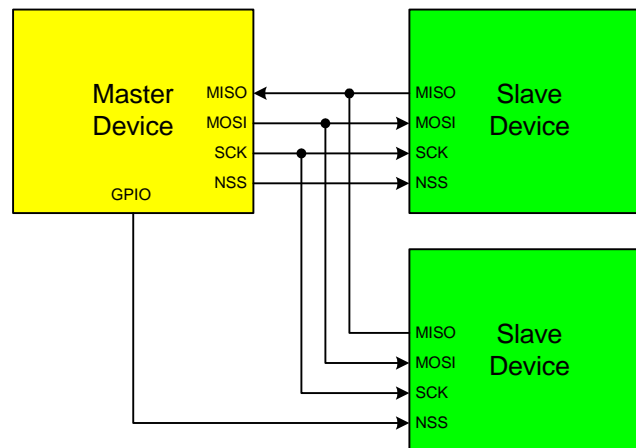 Master
Device
MISO
MOSI
SCK
NSS
GPIO
MISO
MOSI
SCK
NSS
Slave
Device
MISO
MOSI
SCK
NSS
Slave
Device